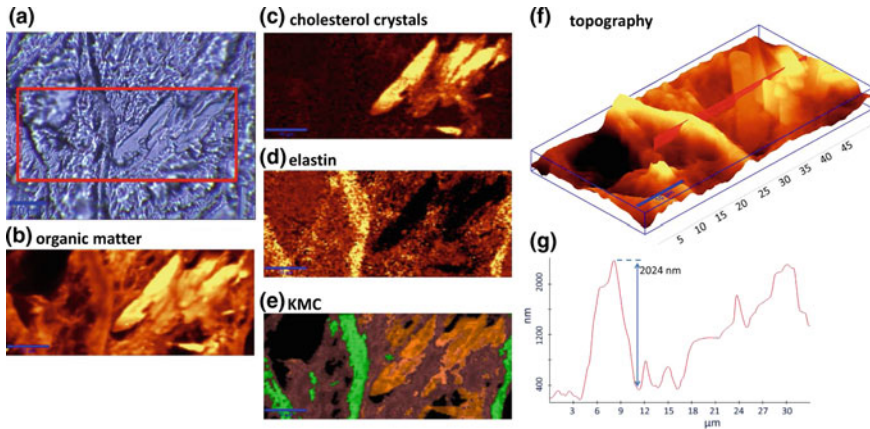 (a)
(b) organic matter
(c) cholesterol crystals
(d) elastin
(e) KMC
(f) topography
5 10 15 20 25 30 35 40 45
(g)
2024 nm
nm
2000
1200
400
3 6 9 12 15 18 21 24 27 30
µm